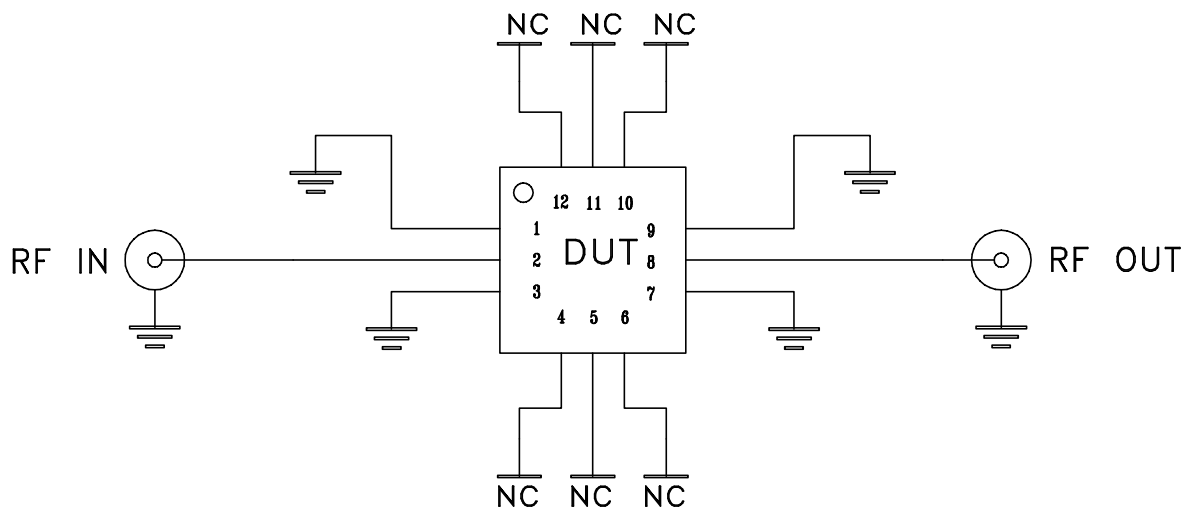 NC NC NC
12 11 10
1 9
RF IN 2 DUT 8 RF OUT
3 7
4 5 6
NC NC NC